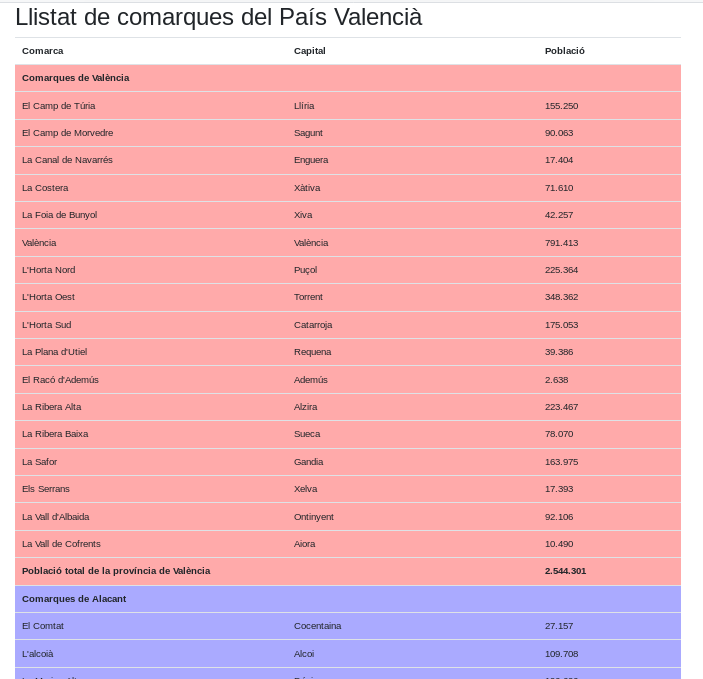 Llistat de comarques del País Valencià
Comarca Capital Població
Comarques de València
El Camp de Túria Llíria 155.250
El Camp de Morvedre Sagunt 90.063
La Canal de Navarrés Enguera 17.404
La Costera Xàtiva 71.610
La Foia de Bunyol Xiva 42.257
València València 791.413
L'Horta Nord Puçol 225.364
L'Horta Oest Torrent 348.362
L'Horta Sud Catarroja 175.053
La Plana d'Utiel Requena 39.386
El Racó d'Ademús Ademús 2.638
La Ribera Alta Alzira 223.467
La Ribera Baixa Sueca 78.070
La Safor Gandia 163.975
Els Serrans Xelva 17.393
La Vall d'Albaida Ontinyent 92.106
La Vall de Cofrents Aiora 10.490
Població total de la província de València 2.544.301
Comarques de Alacant
El Comtat Cocentaina 27.157
L'alcoià Alcoi 109.708